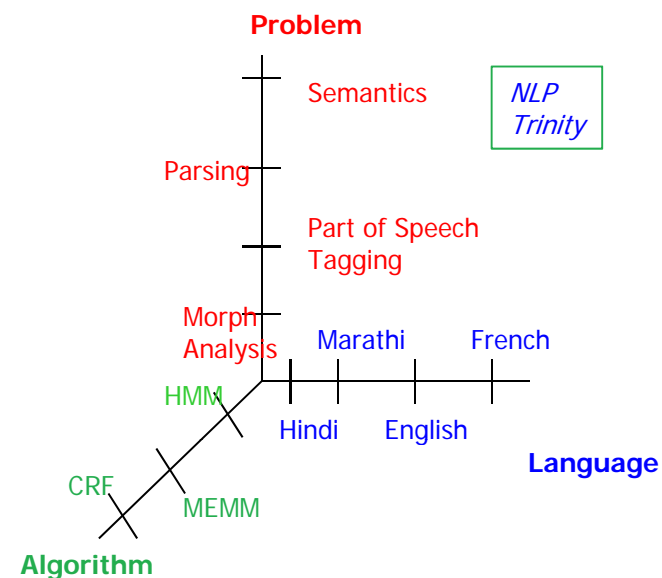 Problem
Semantics
NLP
Trinity
Parsing
Part of Speech
Tagging
Morph
Analysis
Marathi
French
HMM
Hindi
English
Language
CRF
MEMM
Algorithm